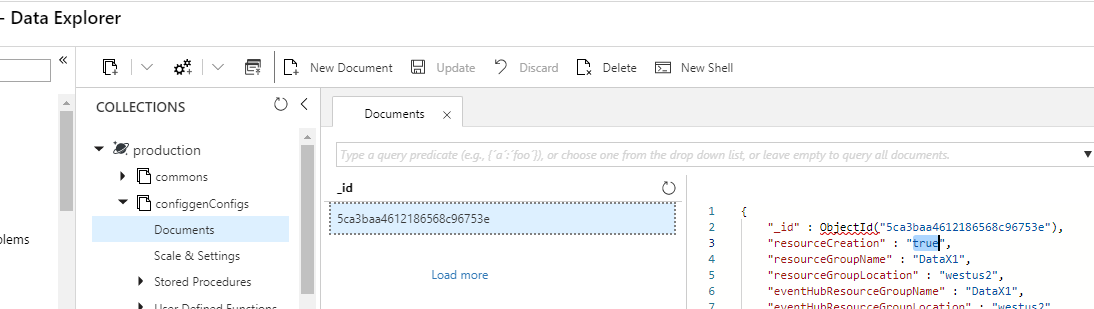 - Data Explorer
«
New Document
Update
Discard
Delete
New Shell
COLLECTIONS
production
commons
configgenConfigs
Documents
Scale & Settings
Stored Procedures
User Defined Functions
olems
Documents
Type a query predicate (e.g., {´a´:´foo´}), or choose one from the drop down list, or leave empty to query all documents.
_id
5ca3baa4612186568c96753e
Load more
1 {
2 "_id" : ObjectId("5ca3baa4612186568c96753e"),
3 "resourceCreation" : "true",
4 "resourceGroupName" : "DataX1",
5 "resourceGroupLocation" : "westus2",
6 "eventHubResourceGroupName" : "DataX1",
7 "eventHubResourceGroupLocation" : "westus2"